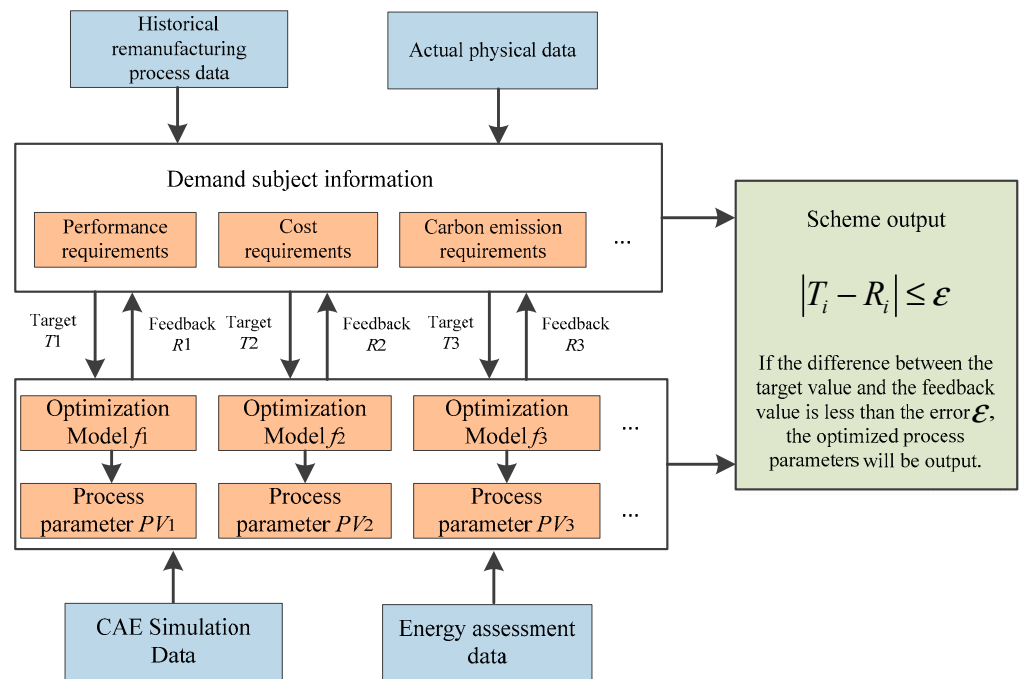 Historical
remanufacturing
process data
Actual physical data
Demand subject information
Performance
requirements
Cost
requirements
Carbon emission
requirements
...
Target
T1
Feedback
R1
Target
T2
Feedback
R2
Target
T3
Feedback
R3
Optimization
Model f1
Optimization
Model f2
Optimization
Model f3
...
Process
parameter PV1
Process
parameter PV2
Process
parameter PV3
...
CAE Simulation
Data
Energy assessment
data
Scheme output
|Ti − Ri| ≤ ε
If the difference between the
target value and the feedback
value is less than the error ε,
the optimized process
parameters will be output.